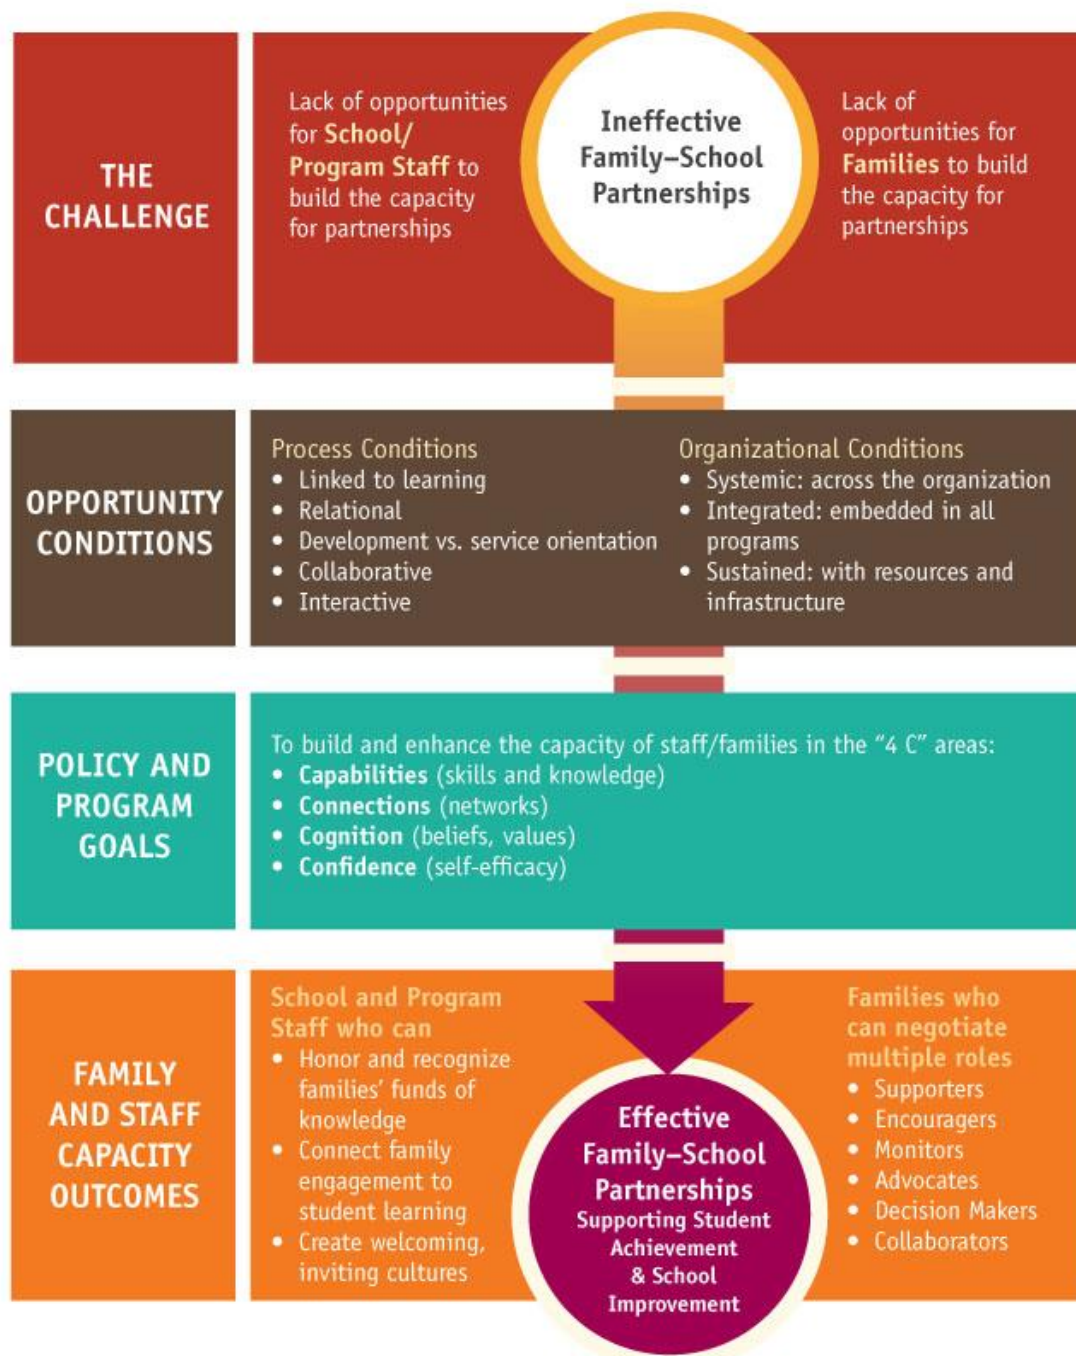 THE
CHALLENGE
Lack of opportunities
for School/
Program Staff to
build the capacity
for partnerships
Ineffective
Family–School
Partnerships
Lack of
opportunities for
Families to build
the capacity for
partnerships
OPPORTUNITY
CONDITIONS
Process Conditions
• Linked to learning
• Relational
• Development vs. service orientation
• Collaborative
• Interactive
Organizational Conditions
• Systemic: across the organization
• Integrated: embedded in all
programs
• Sustained: with resources and
infrastructure
POLICY AND
PROGRAM
GOALS
To build and enhance the capacity of staff/families in the “4 C” areas:
• Capabilities (skills and knowledge)
• Connections (networks)
• Cognition (beliefs, values)
• Confidence (self-efficacy)
FAMILY
AND STAFF
CAPACITY
OUTCOMES
School and Program
Staff who can
• Honor and recognize
families’ funds of
knowledge
• Connect family
engagement to
student learning
• Create welcoming,
inviting cultures
Effective
Family–School
Partnerships
Supporting Student
Achievement
& School
Improvement
Families who
can negotiate
multiple roles
• Supporters
• Encouragers
• Monitors
• Advocates
• Decision Makers
• Collaborators